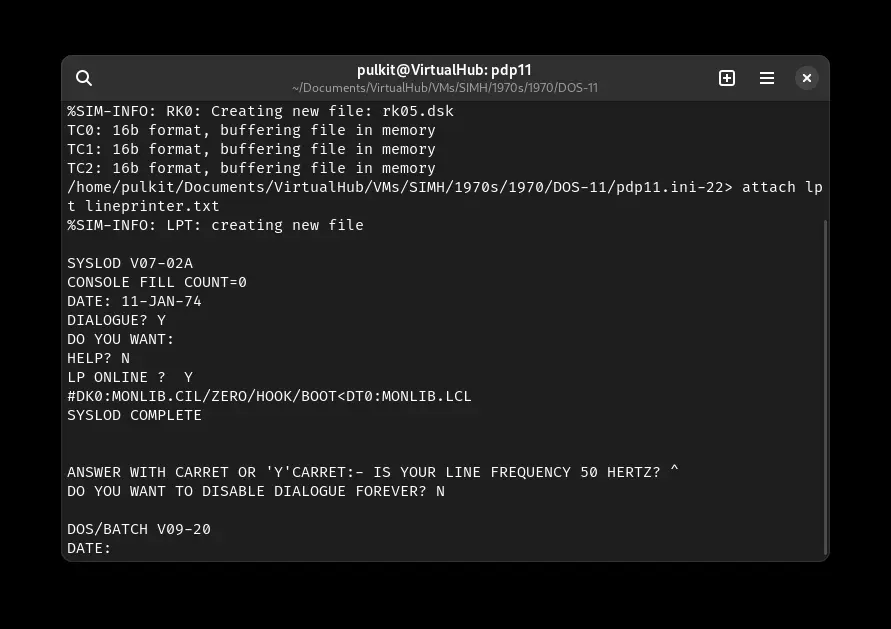 pulkit@VirtualHub: pdp11
~/Documents/VirtualHub/VMs/SIMH/1970s/1970/DOS-11
%SIM-INFO: RK0: Creating new file: rk05.dsk
TC0: 16b format, buffering file in memory
TC1: 16b format, buffering file in memory
TC2: 16b format, buffering file in memory
/home/pulkit/Documents/VirtualHub/VMs/SIMH/1970s/1970/DOS-11/pdp11.ini-22> attach lp
t lineprinter.txt
%SIM-INFO: LPT: creating new file
SYSLOD V07-02A
CONSOLE FILL COUNT=0
DATE: 11-JAN-74
DIALOGUE? Y
DO YOU WANT:
HELP? N
LP ONLINE ?  Y
#DK0:MONLIB.CIL/ZERO/HOOK/BOOT<DT0:MONLIB.LCL
SYSLOD COMPLETE
ANSWER WITH CARRET OR 'Y'CARRET:- IS YOUR LINE FREQUENCY 50 HERTZ? ^
DO YOU WANT TO DISABLE DIALOGUE FOREVER? N
DOS/BATCH V09-20
DATE: